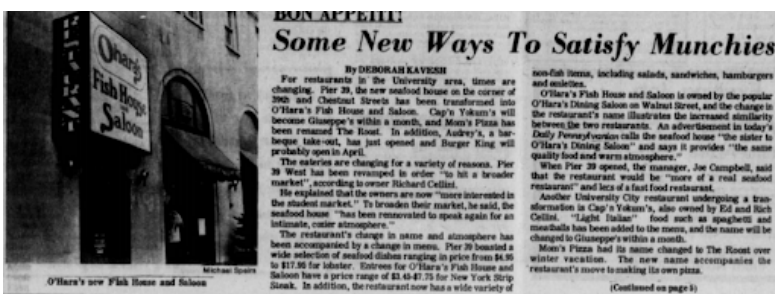 BON APPETIT!
Some New Ways To Satisfy Munchies
O'hara's
Fish House
and
Saloon
Michael Speirs
O'Hara's new Fish House and Saloon
By DEBORAH KAVESH
For restaurants in the University area, times are
changing. Pier 39, the new seafood house on the corner of
39th and Chestnut Streets has been transformed into
O'Hara's Fish House and Saloon. Cap'n Yokum's will
become Giuseppe's within a month, and Mom's Pizza has
been renamed The Roost. In addition, Audrey's, a bar-
beque take-out, has just opened and Burger King will
probably open in April.
The eateries are changing for a variety of reasons. Pier
39 West has been revamped in order "to hit a broader
market", according to owner Richard Cellini.
He explained that the owners are now "more interested in
the student market." To broaden their market, he said, the
seafood house "has been rennovated to speak again for an
intimate, cozier atmosphere."
The restaurant's change in name and atmosphere has
been accompanied by a change in menu. Pier 39 boasted a
wide selection of seafood dishes ranging in price from $4.95
to $17.95 for lobster. Entrees for O'Hara's Fish House and
Saloon have a price range of $3.45-$7.75 for New York Strip
Steak. In addition, the restaurant now has a wide variety of
non-fish items, including salads, sandwiches, hamburgers
and omlettes.
O'Hara's Fish House and Saloon is owned by the popular
O'Hara's Dining Saloon on Walnut Street, and the change in
the restaurant's name illustrates the increased similarity
between the two restaurants. An advertisement in today's
Daily Pennsylvanian calls the seafood house "the sister to
O'Hara's Dining Saloon" and says it provides "the same
quality food and warm atmosphere."
When Pier 39 opened, the manager, Joe Campbell, said
that the restaurant would be "more of a real seafood
restaurant" and less of a fast food restaurant.
Another University City restaurant undergoing a tran-
sformation is Cap'n Yokum's, also owned by Ed and Rich
Cellini. "Light Italian" food such as spaghetti and
meatballs has been added to the menu, and the name will be
changed to Giuseppe's within a month.
Mom's Pizza had its name changed to The Roost over
winter vacation. The new name accompanies the
restaurant's move to making its own pizza.
(Continued on page 5)